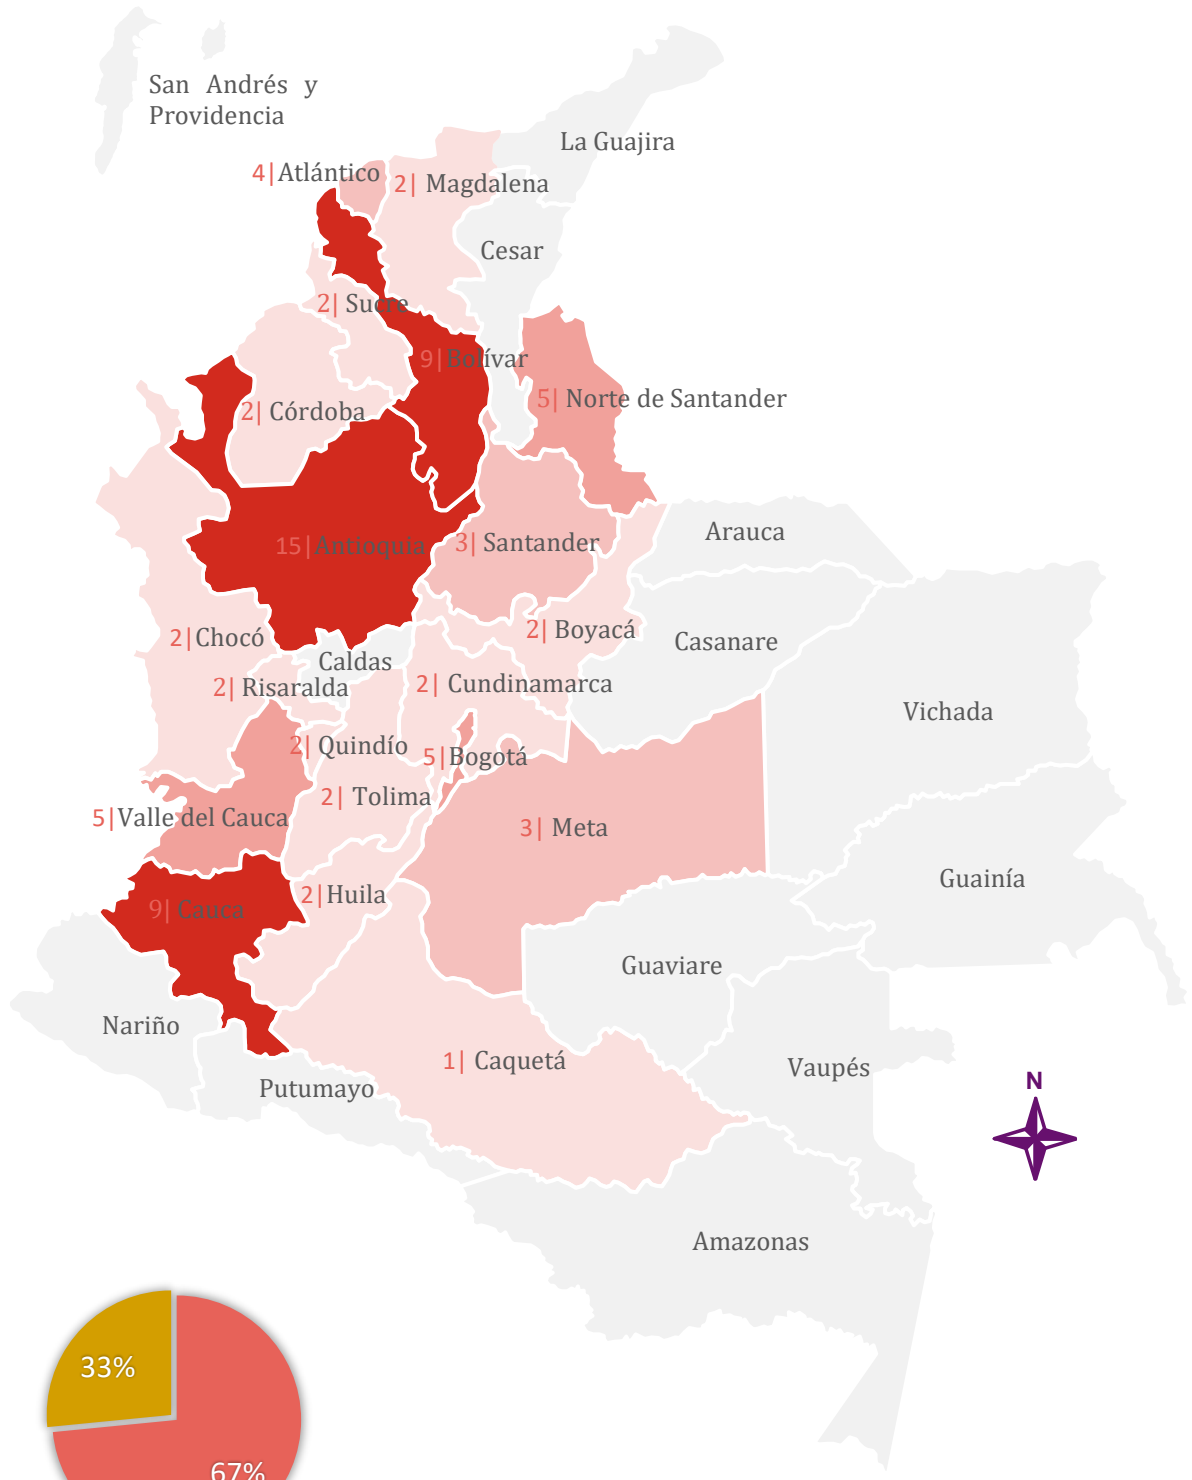 San Andrés y
Providencia
La Guajira
4| Atlántico
2| Magdalena
Cesar
2| Sucre
9| Bolívar
5| Norte de Santander
2| Córdoba
Arauca
15| Antioquia
3| Santander
2| Boyacá
2| Chocó
Casanare
Caldas
2| Risaralda
2| Cundinamarca
Vichada
2| Quindío
5| Bogotá
2| Tolima
5| Valle del Cauca
3| Meta
Guainía
2| Huila
9| Cauca
Guaviare
Nariño
1| Caquetá
Vaupés
Putumayo
N
Amazonas
33%
67%